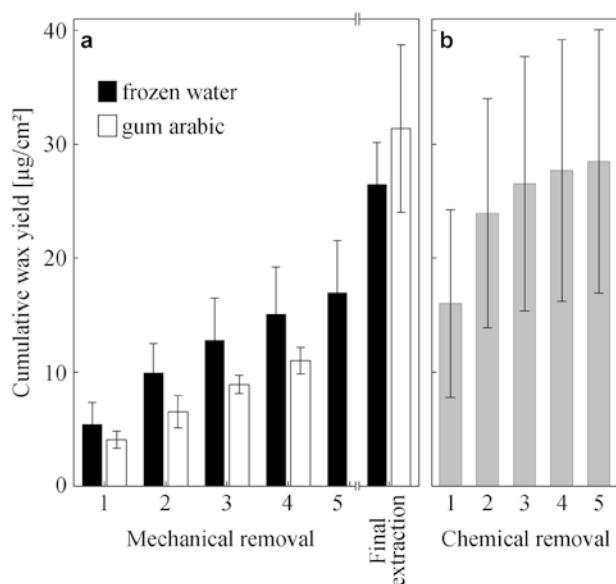 40
30
20
10
0
Cumulative wax yield [µg/cm²]
a
frozen water
gum arabic
1 2 3 4 5
Mechanical removal
Final
extraction
b
1 2 3 4 5
Chemical removal